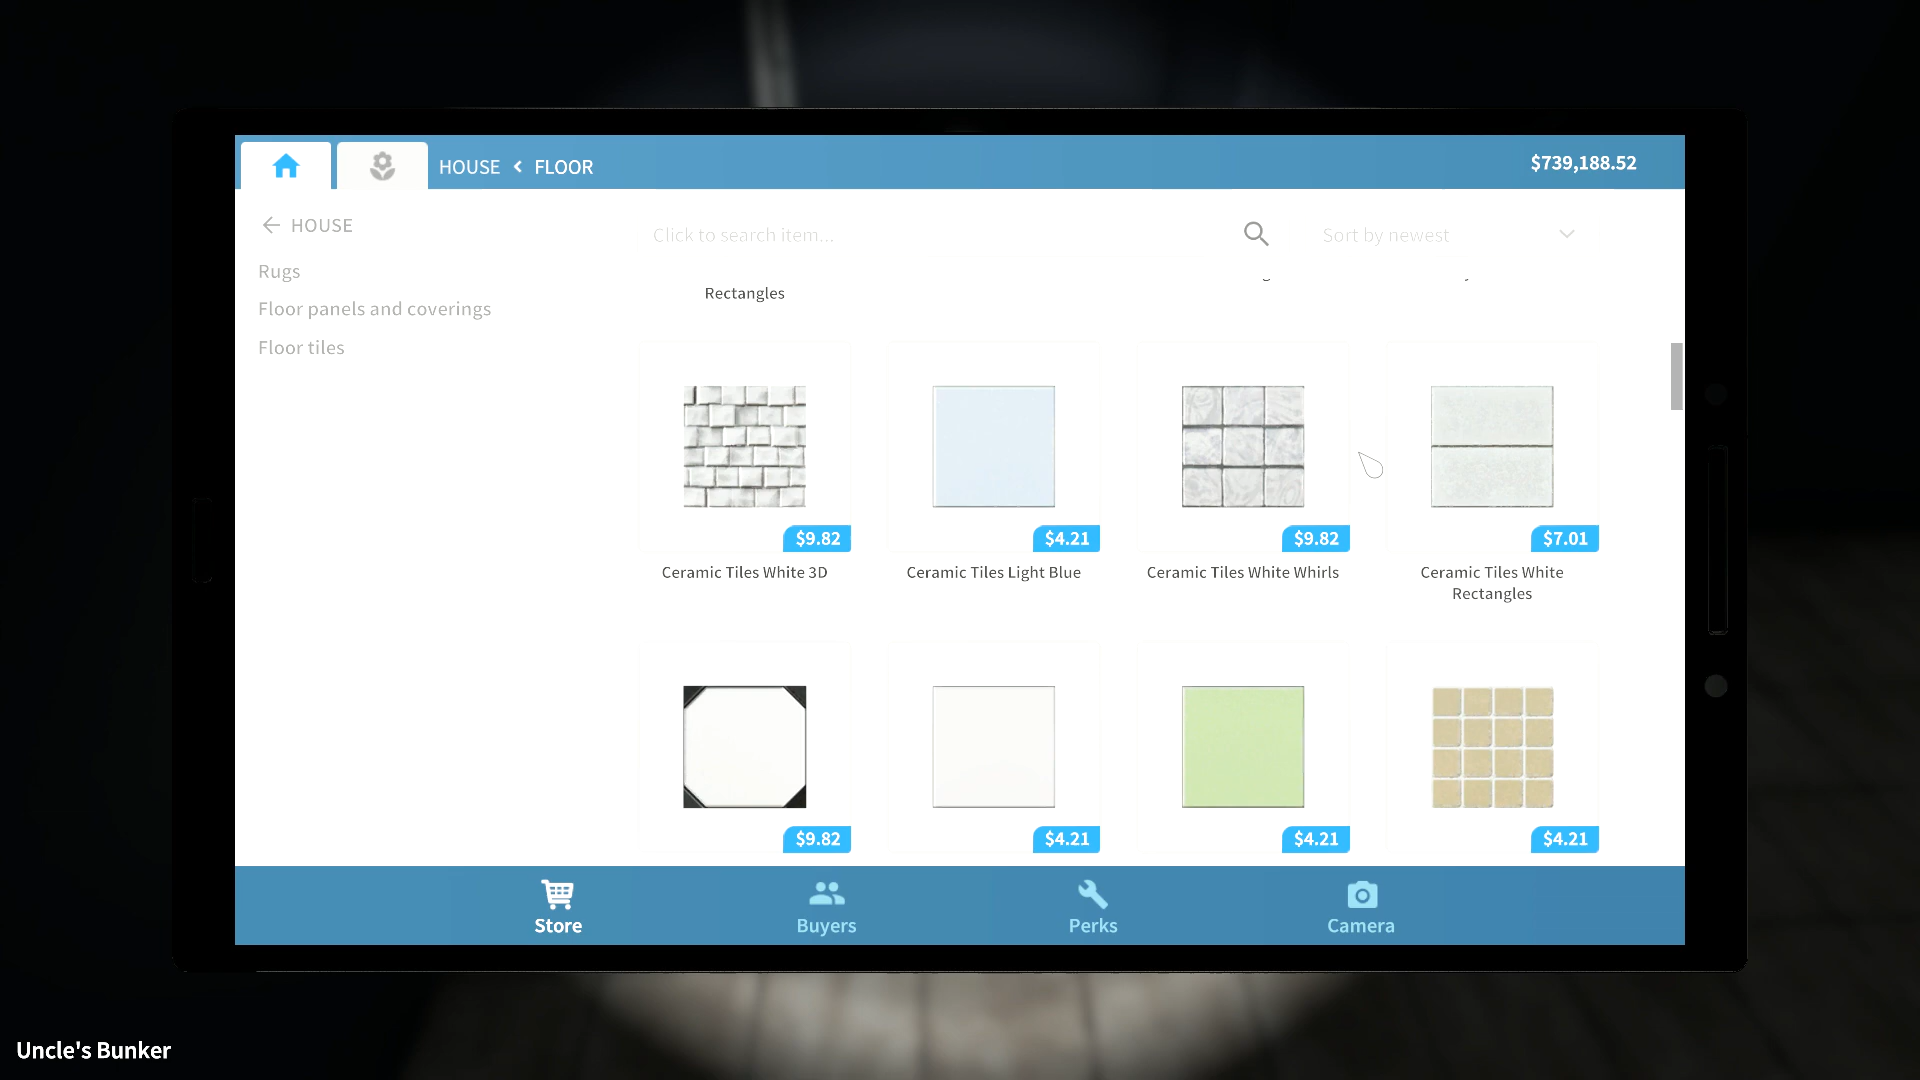 HOUSE < FLOOR
$739,188.52
HOUSE
Click to search item...
Sort by newest
Rugs
Floor panels and coverings
Floor tiles
Rectangles
$9.82
$4.21
$9.82
$7.01
Ceramic Tiles White 3D
Ceramic Tiles Light Blue
Ceramic Tiles White Whirls
Ceramic Tiles White
Rectangles
$9.82
$4.21
$4.21
$4.21
Store
Buyers
Perks
Camera
Uncle's Bunker